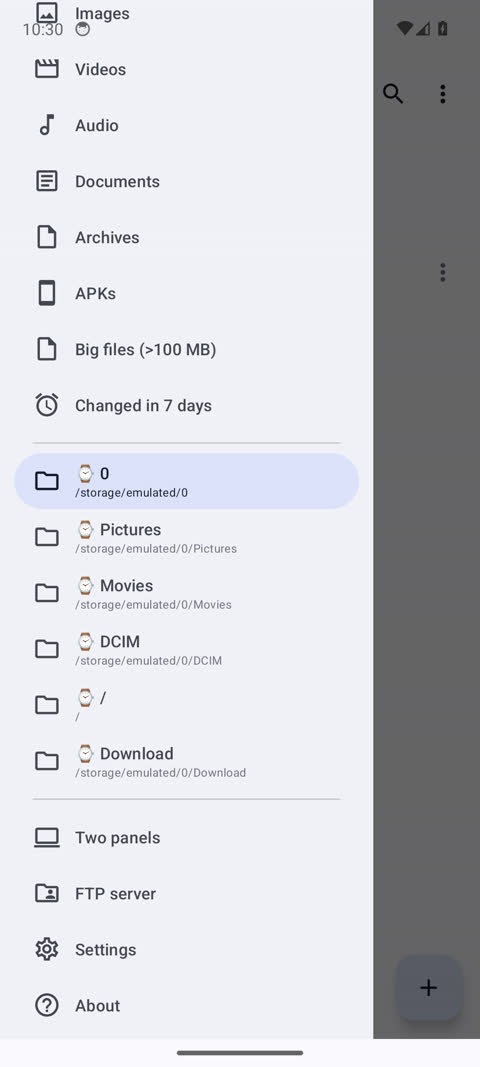 Images
10:30
Videos
Audio
Documents
Archives
APKs
Big files (>100 MB)
Changed in 7 days
⌚ 0
/storage/emulated/0
⌚ Pictures
/storage/emulated/0/Pictures
⌚ Movies
/storage/emulated/0/Movies
⌚ DCIM
/storage/emulated/0/DCIM
⌚ /
/
⌚ Download
/storage/emulated/0/Download
Two panels
FTP server
Settings
About